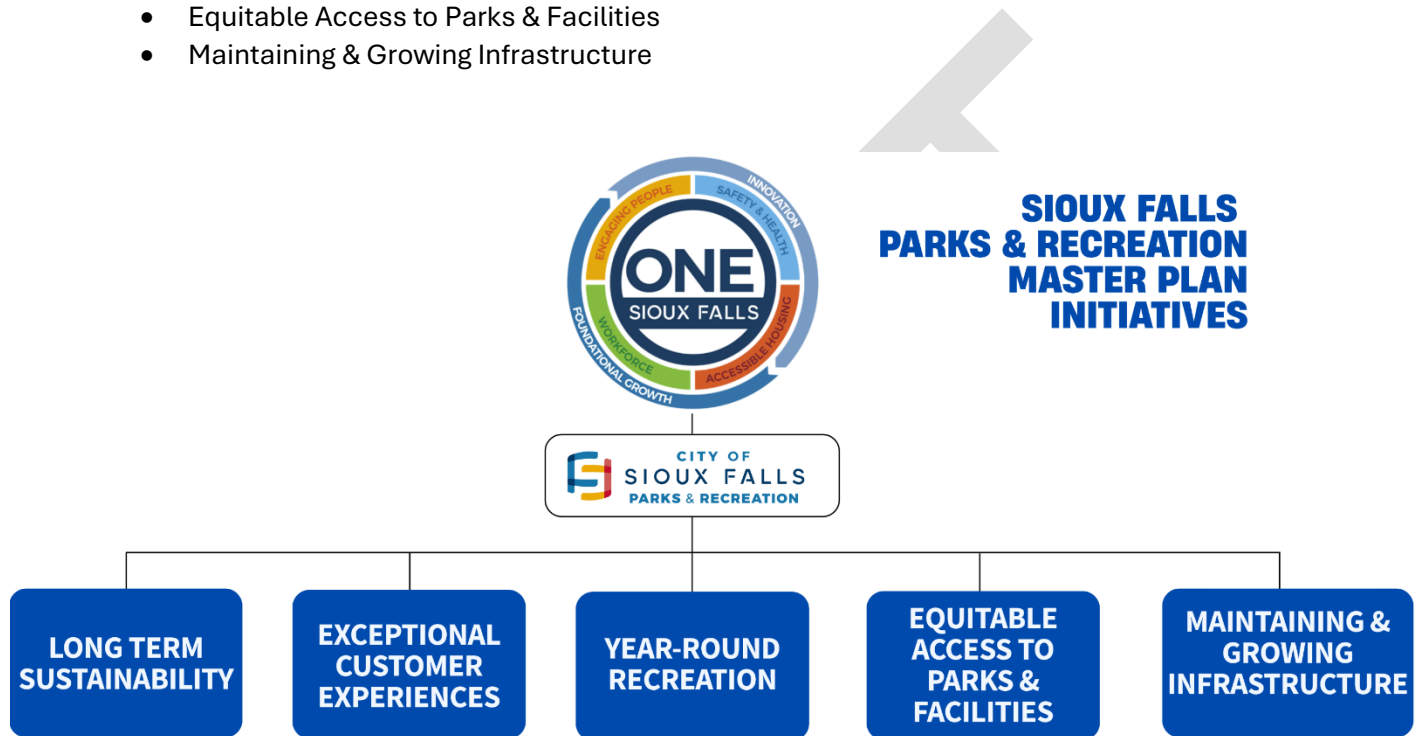 • Equitable Access to Parks & Facilities
• Maintaining & Growing Infrastructure
SIOUX FALLS
PARKS & RECREATION
MASTER PLAN
INITIATIVES
INNOVATION
ENGAGING PEOPLE
SAFETY & HEALTH
ONE
SIOUX FALLS
WORKFORCE
ACCESSIBLE HOUSING
FOUNDATIONAL GROWTH
CITY OF
SIOUX FALLS
PARKS & RECREATION
LONG TERM
SUSTAINABILITY
EXCEPTIONAL
CUSTOMER
EXPERIENCES
YEAR-ROUND
RECREATION
EQUITABLE
ACCESS TO
PARKS &
FACILITIES
MAINTAINING &
GROWING
INFRASTRUCTURE